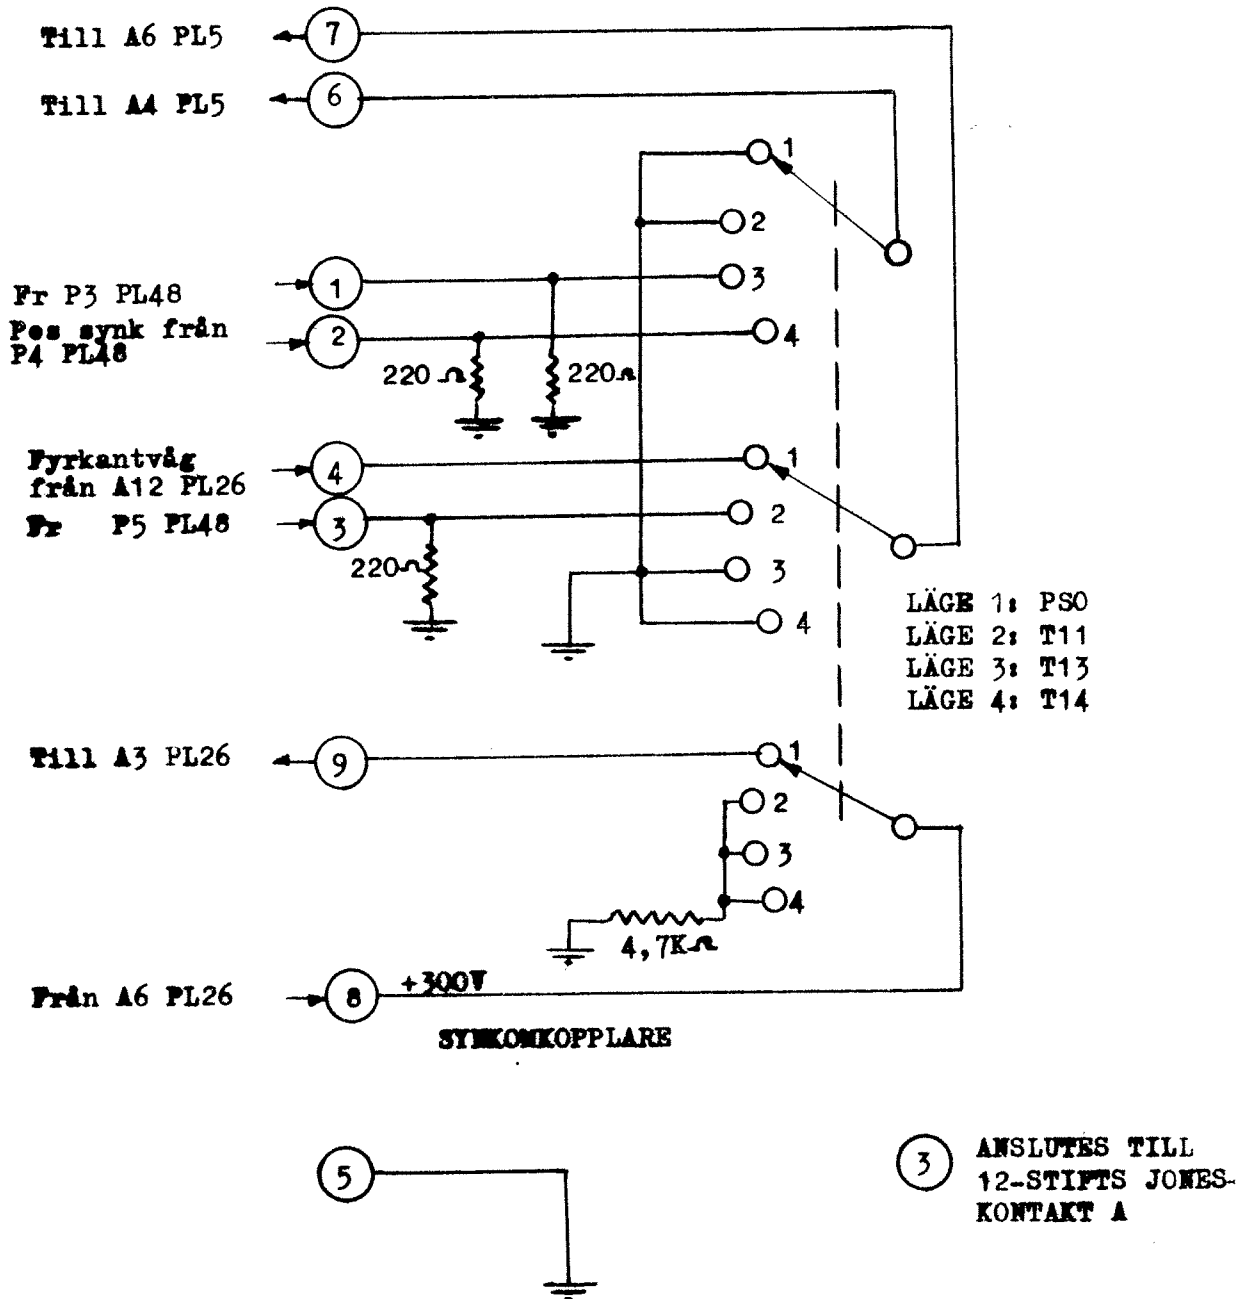 Till A6 PL5
7
Till A4 PL5
6
1
2
Fr P3 PL48
1
3
Pos synk från
P4 PL48
2
4
220 Ω
220 Ω
Fyrkantvåg
från A12 PL26
4
1
Fr P5 PL48
3
2
220 Ω
3
4
LÄGE 1: PS0
LÄGE 2: T11
LÄGE 3: T13
LÄGE 4: T14
Till A3 PL26
9
1
2
3
4
4,7K Ω
Från A6 PL26
8
+300V
SYNKOMKOPPLARE
5
3
ANSLUTES TILL
12-STIFTS JONES-
KONTAKT A